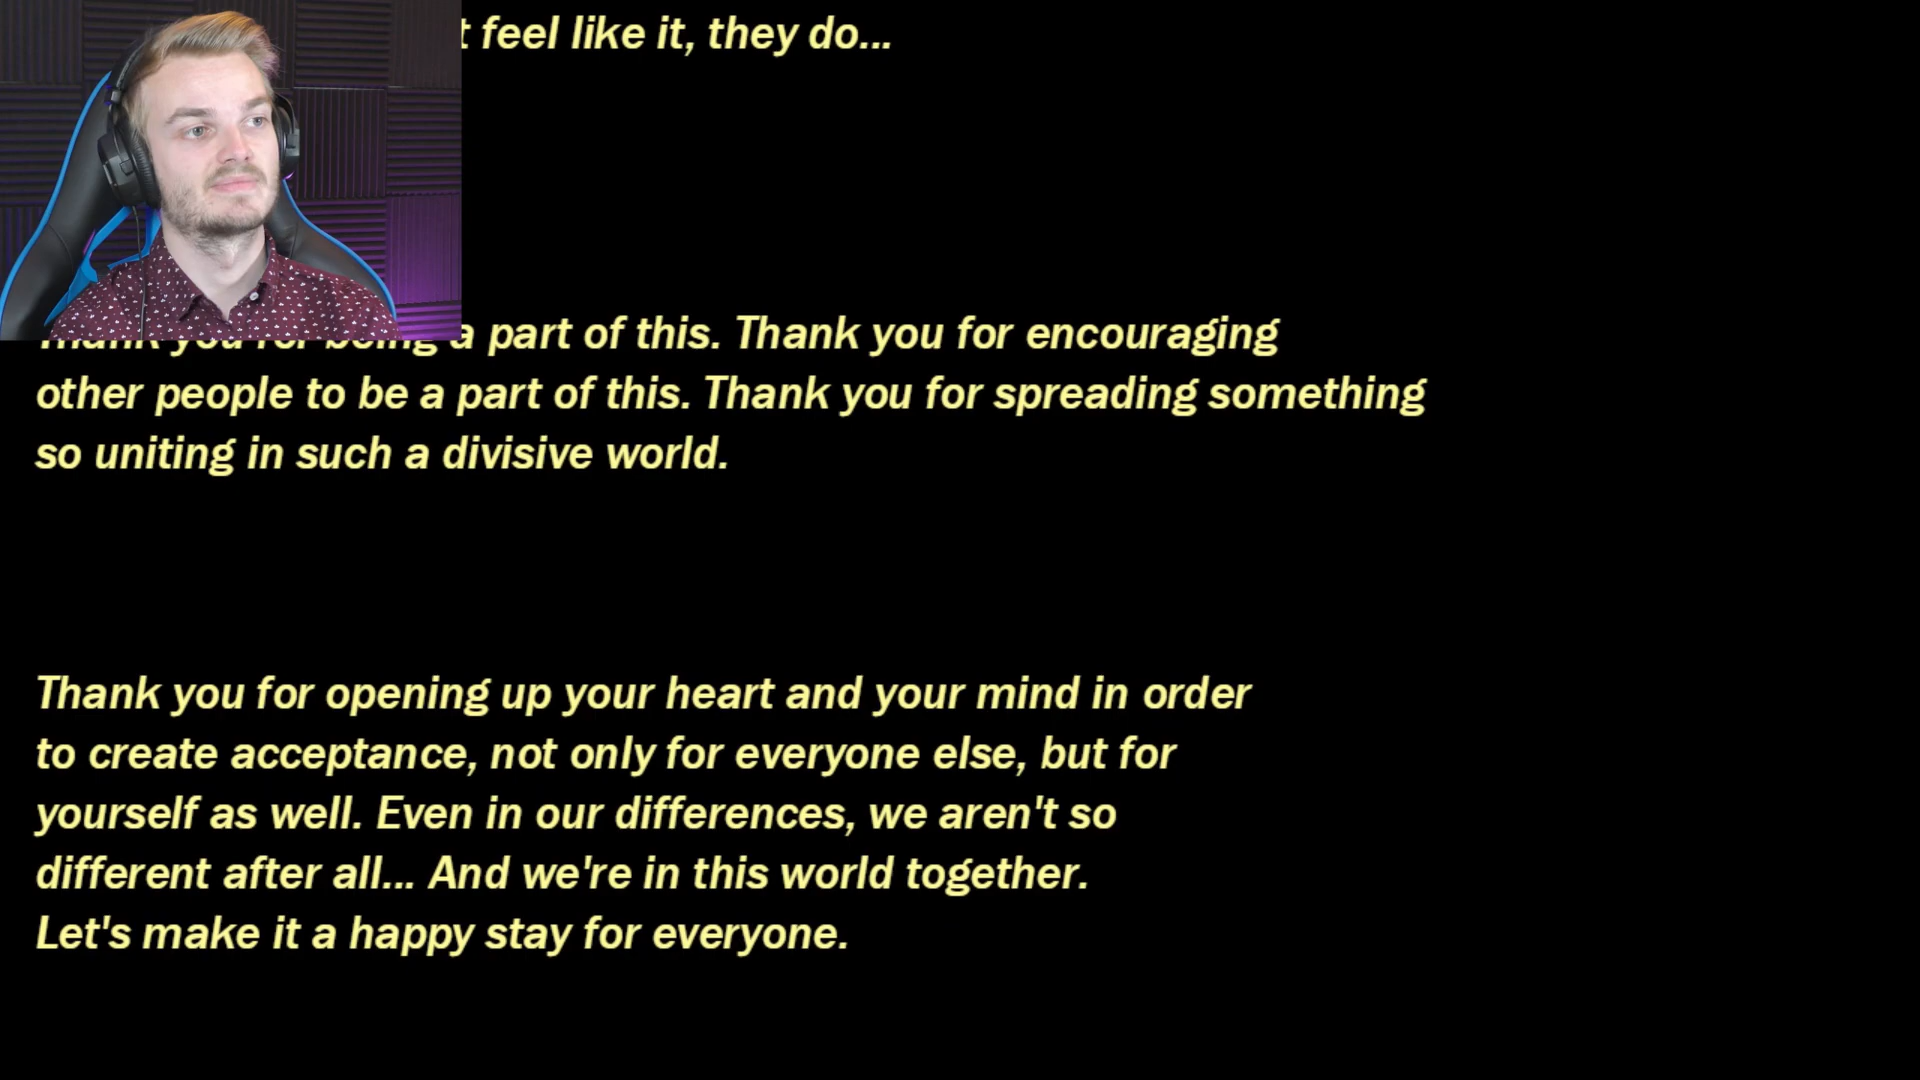 feel like it, they do...
Thank you for being a part of this. Thank you for encouraging
other people to be a part of this. Thank you for spreading something
so uniting in such a divisive world.
Thank you for opening up your heart and your mind in order
to create acceptance, not only for everyone else, but for
yourself as well. Even in our differences, we aren't so
different after all... And we're in this world together.
Let's make it a happy stay for everyone.